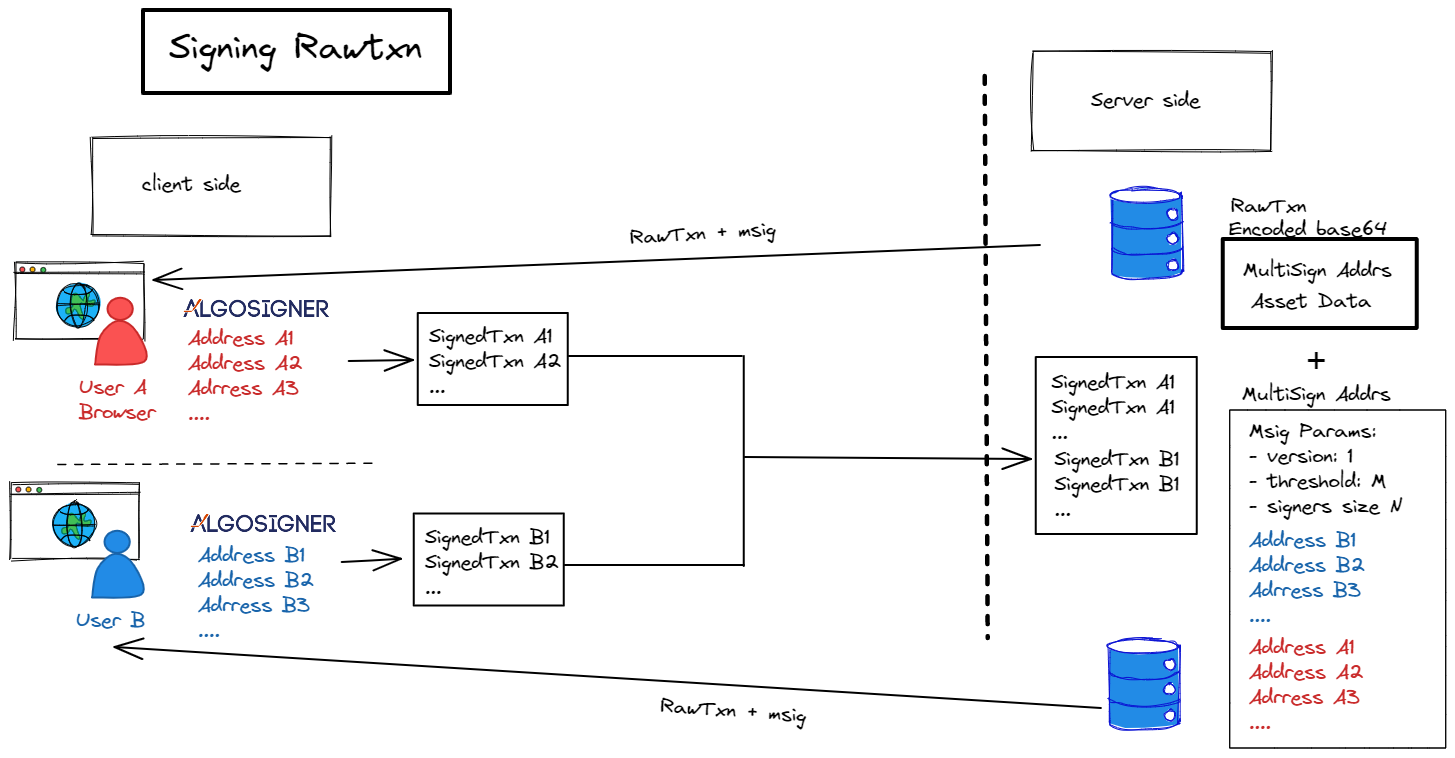 Signing Rawtxn
client side
Server side
RawTxn + msig
RawTxn
Encoded base64
MultiSign Addrs
Asset Data
+
MultiSign Addrs
Msig Params:
- version: 1
- threshold: M
- signers size N
Address B1
Address B2
Adrress B3
....
Address A1
Address A2
Adrress A3
....
User A
Browser
ALGOSIGNER
Address A1
Address A2
Adrress A3
....
SignedTxn A1
SignedTxn A2
...
SignedTxn A1
SignedTxn A1
...
SignedTxn B1
SignedTxn B1
...
User B
ALGOSIGNER
Address B1
Address B2
Adrress B3
....
SignedTxn B1
SignedTxn B2
...
RawTxn + msig